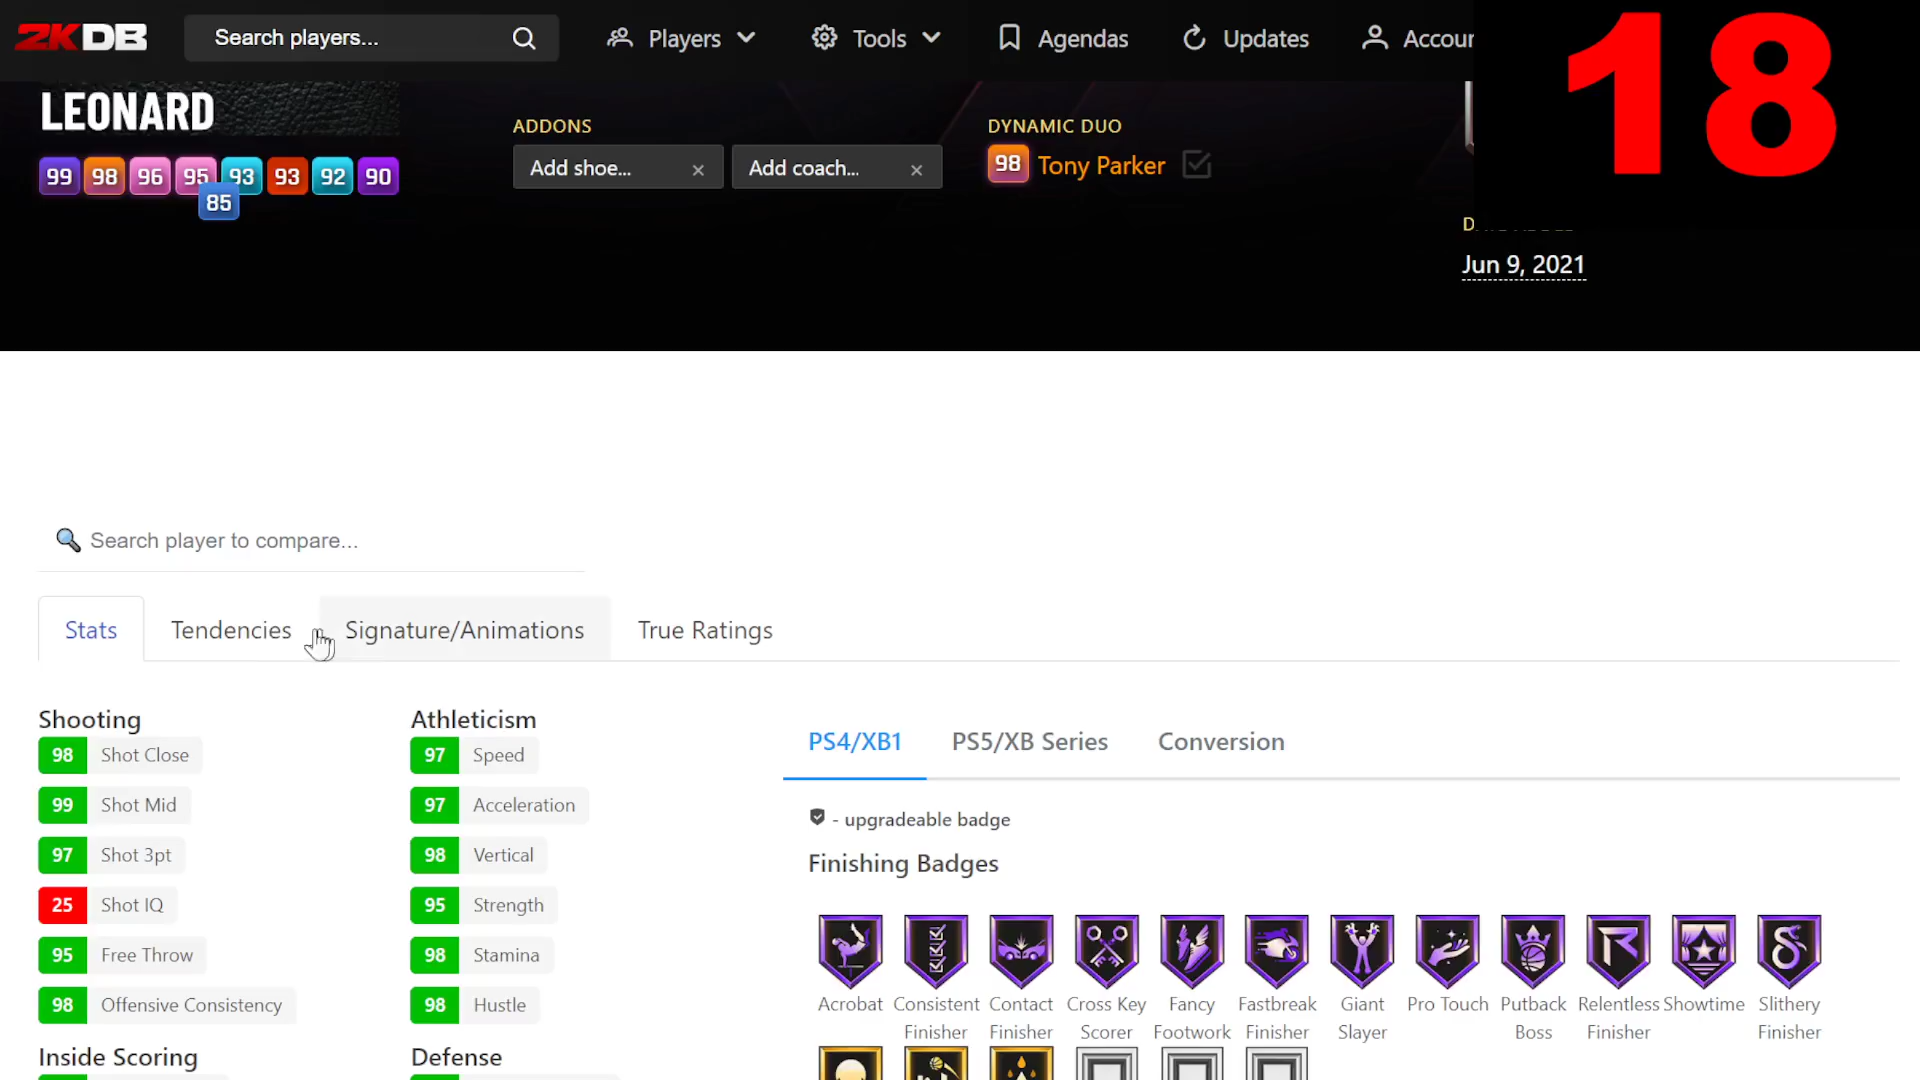 2KDB
Search players...
Players
Tools
Agendas
Updates
Accoun
18
LEONARD
99 98 96 95 93 93 92 90
85
ADDONS
Add shoe... ×
Add coach... ×
DYNAMIC DUO
98 Tony Parker
Jun 9, 2021
Search player to compare...
Stats
Tendencies
Signature/Animations
True Ratings
Shooting
98 Shot Close
99 Shot Mid
97 Shot 3pt
25 Shot IQ
95 Free Throw
98 Offensive Consistency
Inside Scoring
Athleticism
97 Speed
97 Acceleration
98 Vertical
95 Strength
98 Stamina
98 Hustle
Defense
PS4/XB1
PS5/XB Series
Conversion
- upgradeable badge
Finishing Badges
Acrobat
Consistent
Finisher
Contact
Finisher
Cross Key
Scorer
Fancy
Footwork
Fastbreak
Finisher
Giant
Slayer
Pro Touch
Putback
Boss
Relentless
Finisher
Showtime
Slithery
Finisher